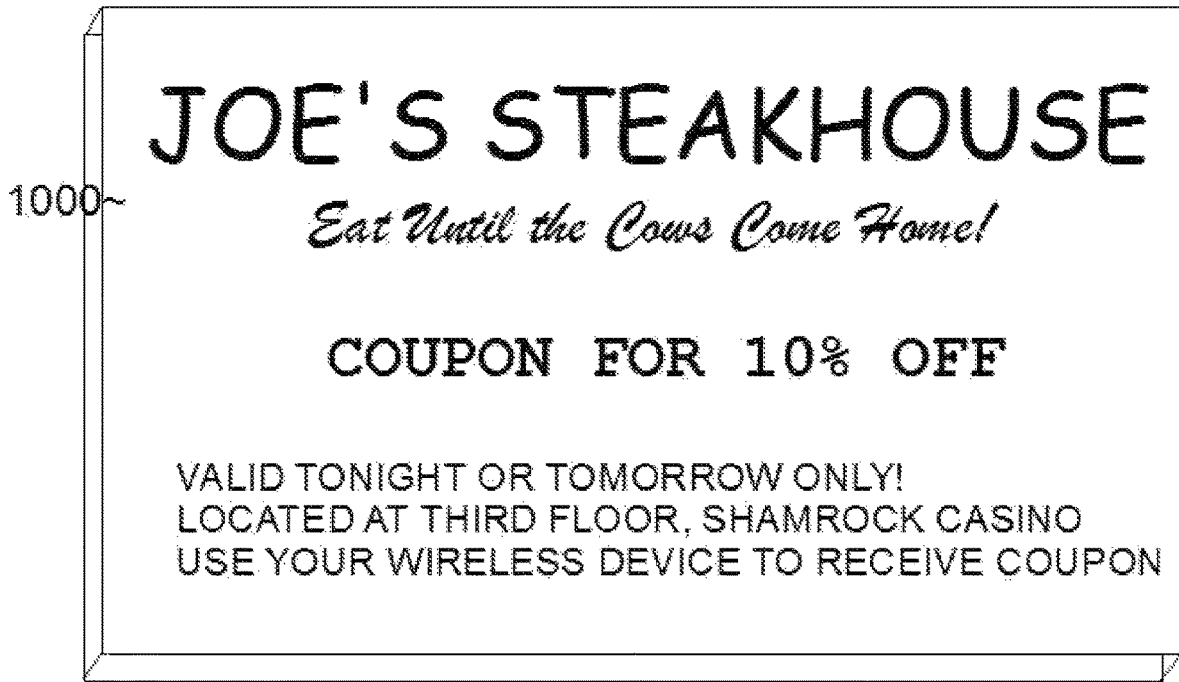 JOE'S STEAKHOUSE
1000~
Eat Until the Cows Come Home!
COUPON FOR 10% OFF
VALID TONIGHT OR TOMORROW ONLY!
LOCATED AT THIRD FLOOR, SHAMROCK CASINO
USE YOUR WIRELESS DEVICE TO RECEIVE COUPON